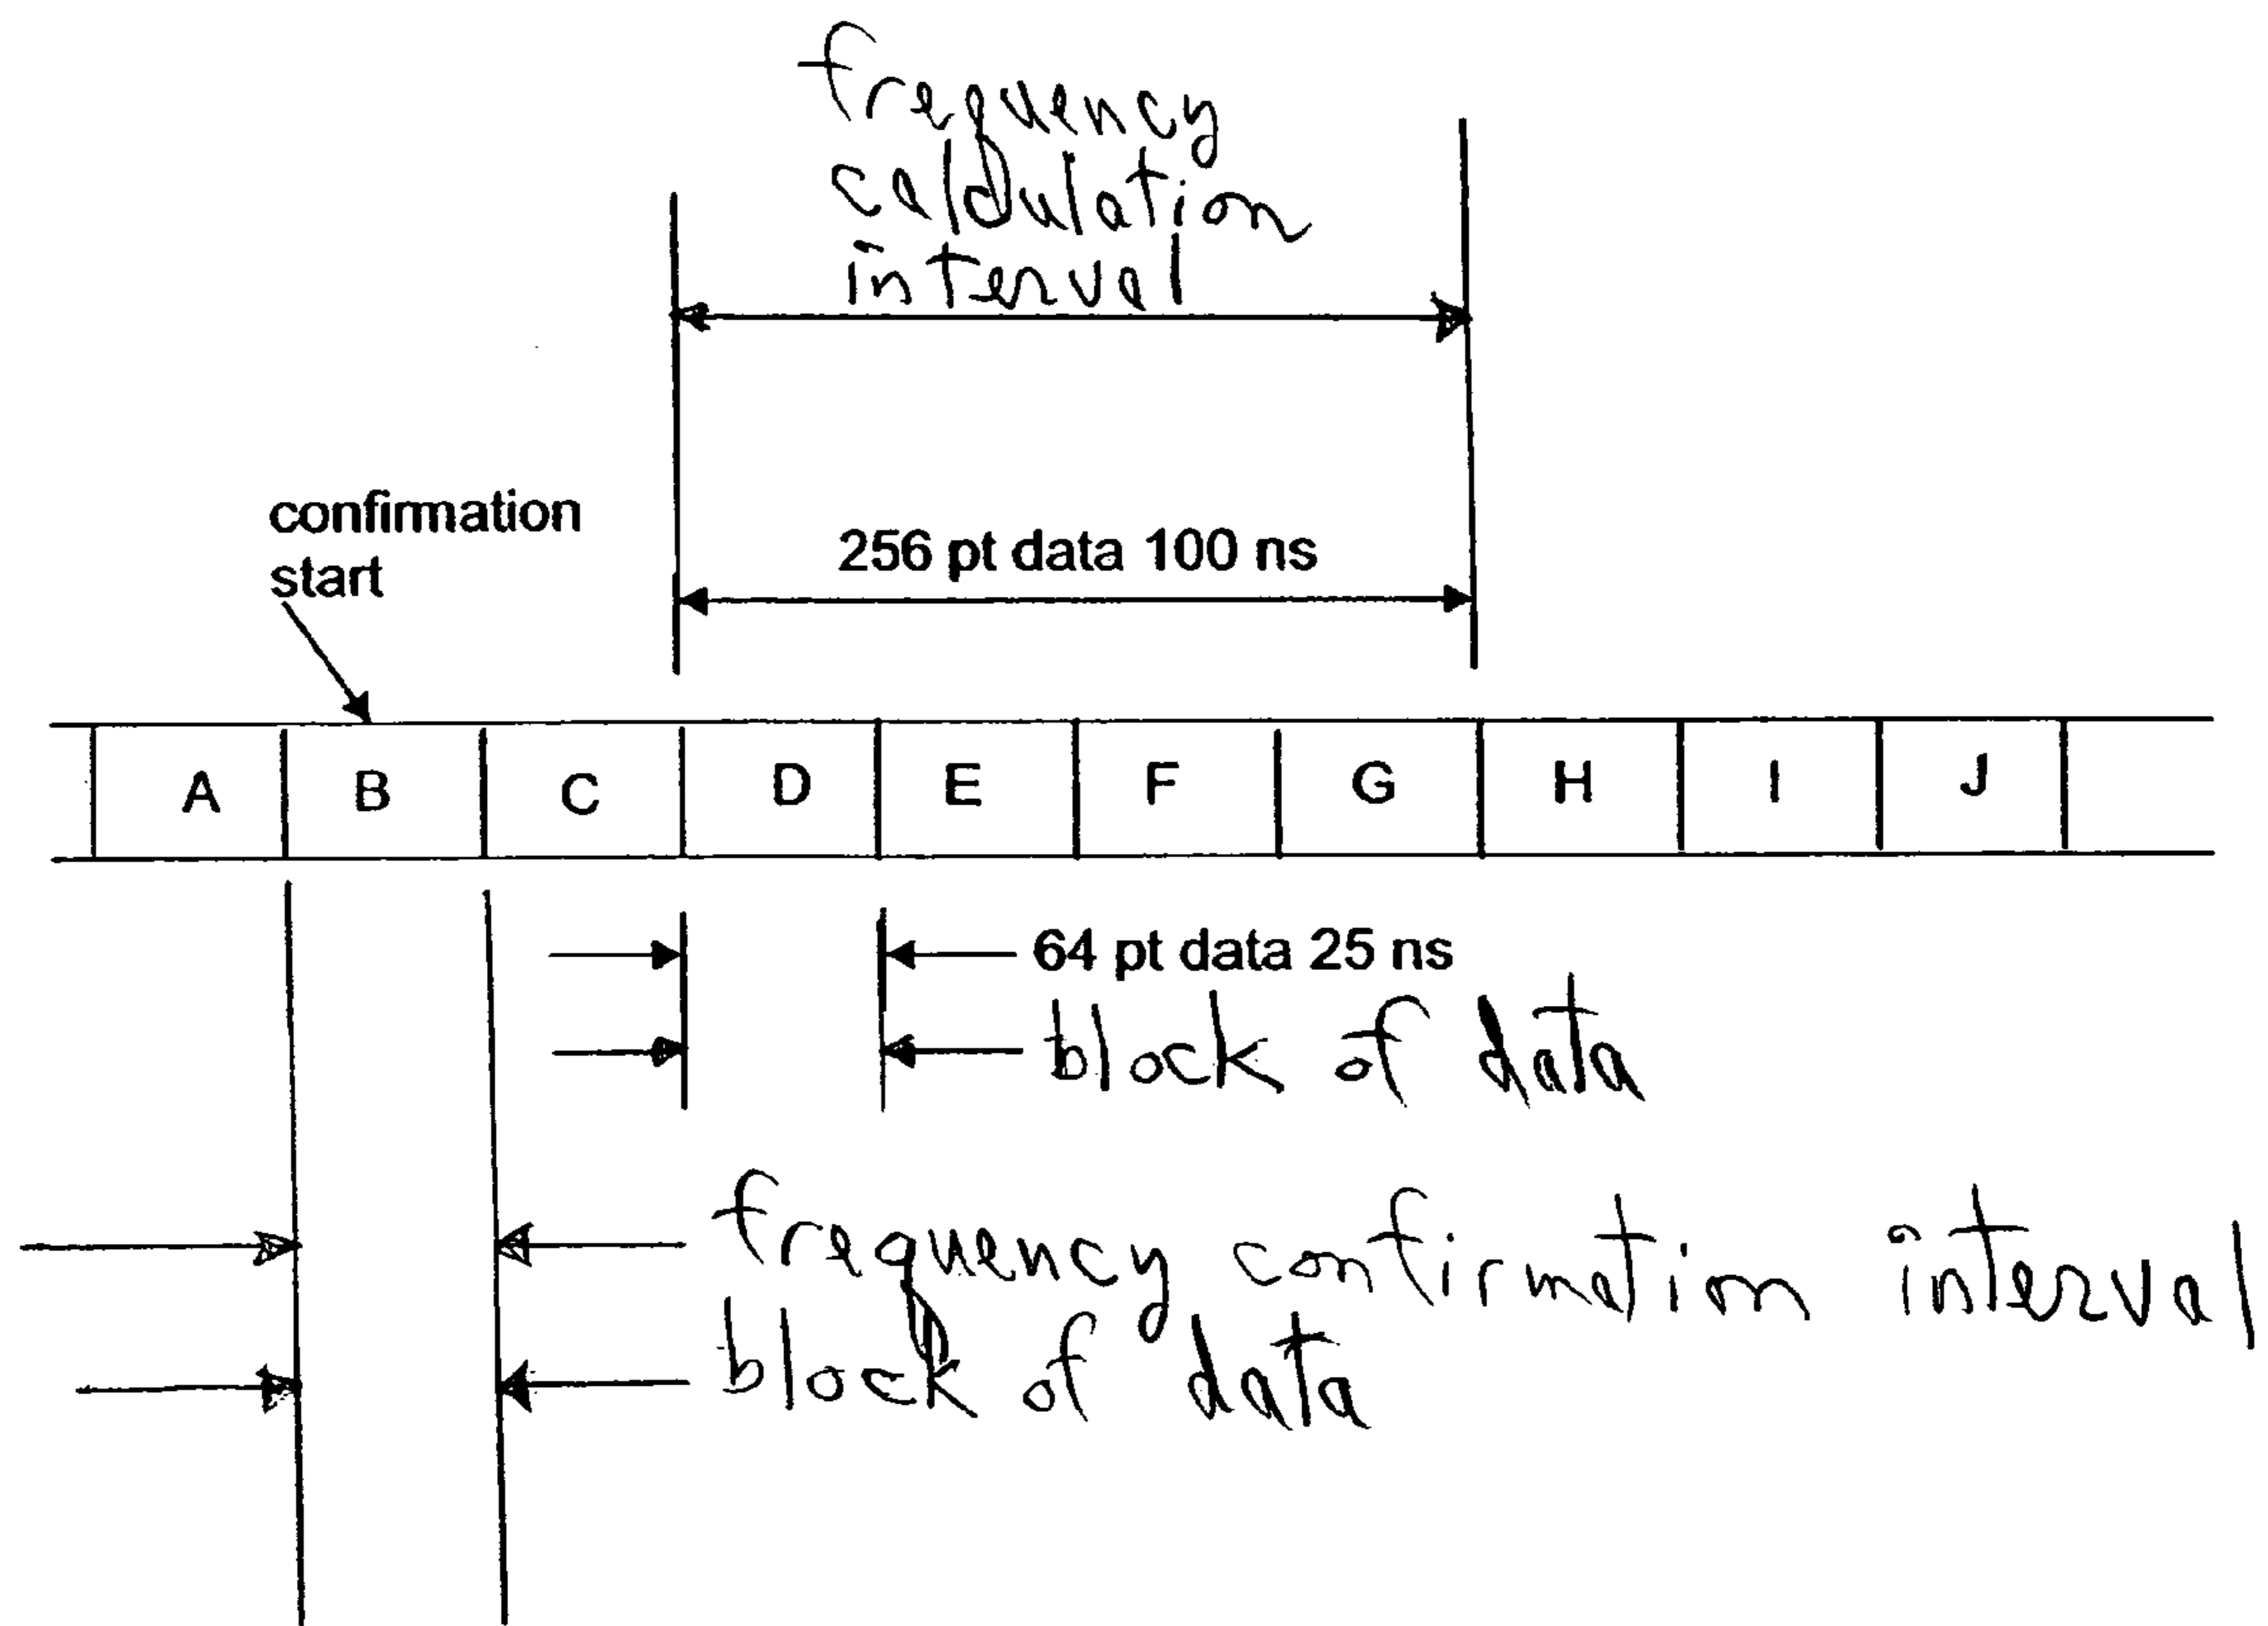 frequency
caldulation
interval
confirmation
start
256 pt data 100 ns
A B C D E F G H I J
64 pt data 25 ns
block of data
frequency confirmation interval
block of data